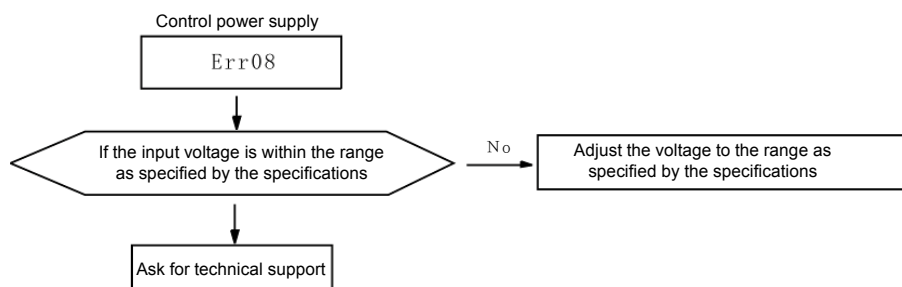 Control power supply
Err08
If the input voltage is within the range
as specified by the specifications
No
Adjust the voltage to the range as
specified by the specifications
Ask for technical support